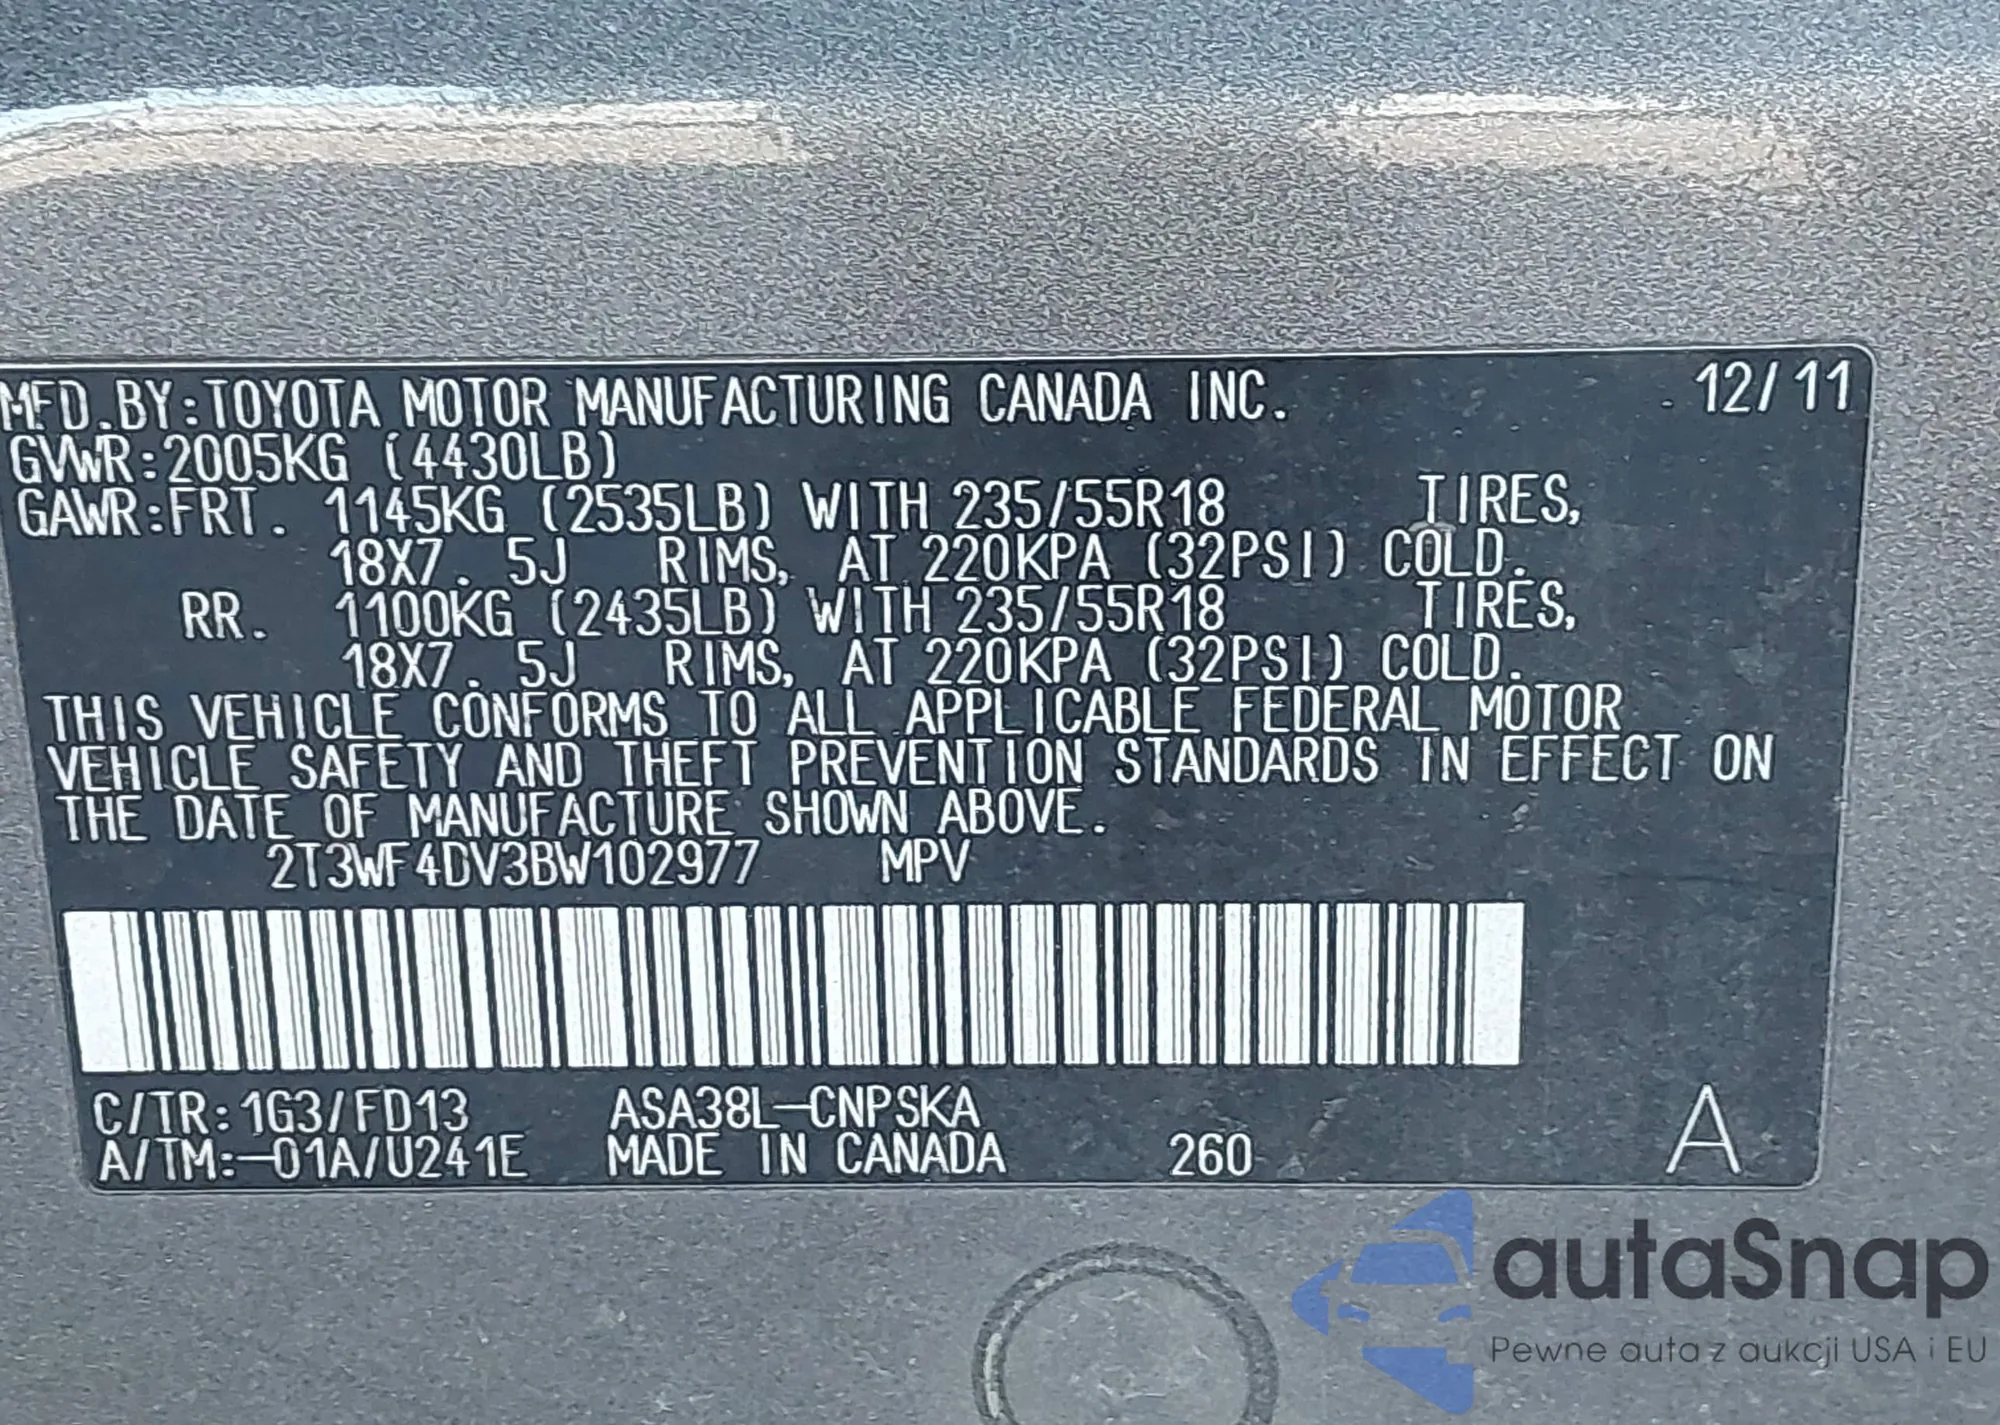 MFD.BY:TOYOTA MOTOR MANUFACTURING CANADA INC. 12/11
GVWR:2005KG (4430LB)
GAWR:FRT. 1145KG (2535LB) WITH 235/55R18 TIRES,
18X7.5J RIMS, AT 220KPA (32PSI) COLD.
RR. 1100KG (2435LB) WITH 235/55R18 TIRES,
18X7.5J RIMS, AT 220KPA (32PSI) COLD.
THIS VEHICLE CONFORMS TO ALL APPLICABLE FEDERAL MOTOR
VEHICLE SAFETY AND THEFT PREVENTION STANDARDS IN EFFECT ON
THE DATE OF MANUFACTURE SHOWN ABOVE.
2T3WF4DV3BW102977 MPV
C/TR:1G3/FD13 ASA38L-CNPSKA
A/TM:-01A/U241E MADE IN CANADA 260 A
autaSnap
Pewne auta z aukcji USA i EU